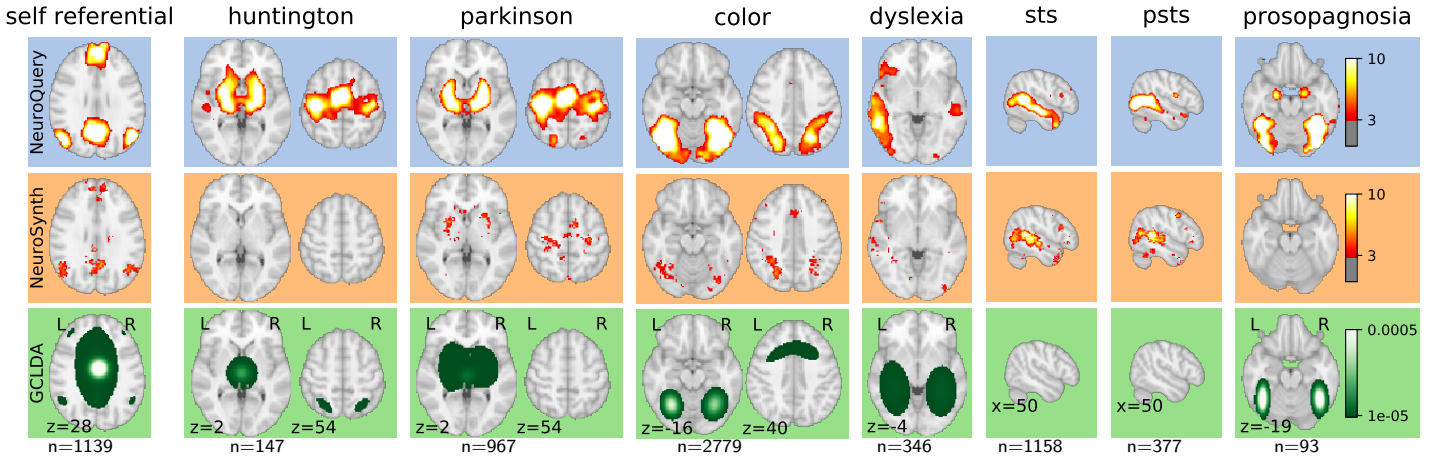 self referential huntington parkinson color dyslexia sts psts prosopagnosia
NeuroQuery
10
3
NeuroSynth
10
3
GCLDA
L R L R L R L R L R L R L R L R
0.0005
1e-05
z=28 z=2 z=54 z=2 z=54 z=-16 z=40 z=-4 x=50 x=50 z=-19
n=1139 n=147 n=967 n=2779 n=346 n=1158 n=377 n=93